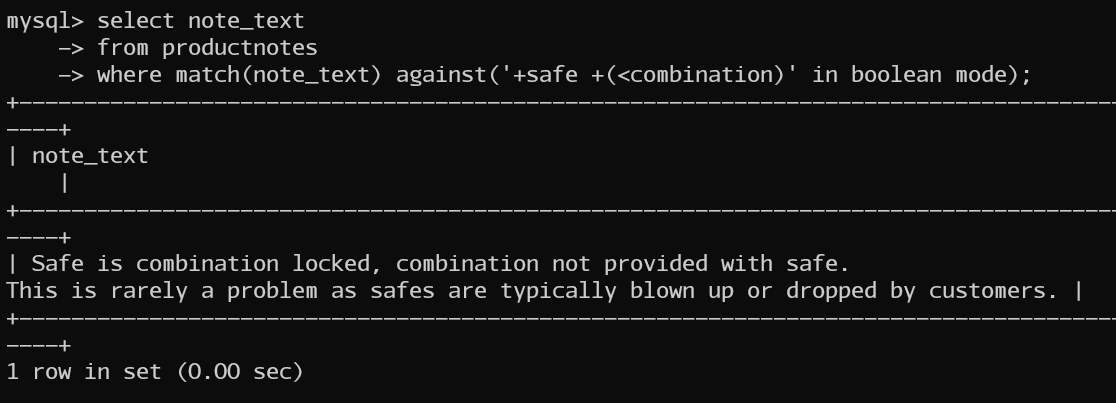 mysql> select note_text
    -> from productnotes
    -> where match(note_text) against('+safe +(<combination)' in boolean mode);
+------------------------------------------------------------------------------------
----+
| note_text
    |
+------------------------------------------------------------------------------------
----+
| Safe is combination locked, combination not provided with safe.
This is rarely a problem as safes are typically blown up or dropped by customers. |
+------------------------------------------------------------------------------------
----+
1 row in set (0.00 sec)